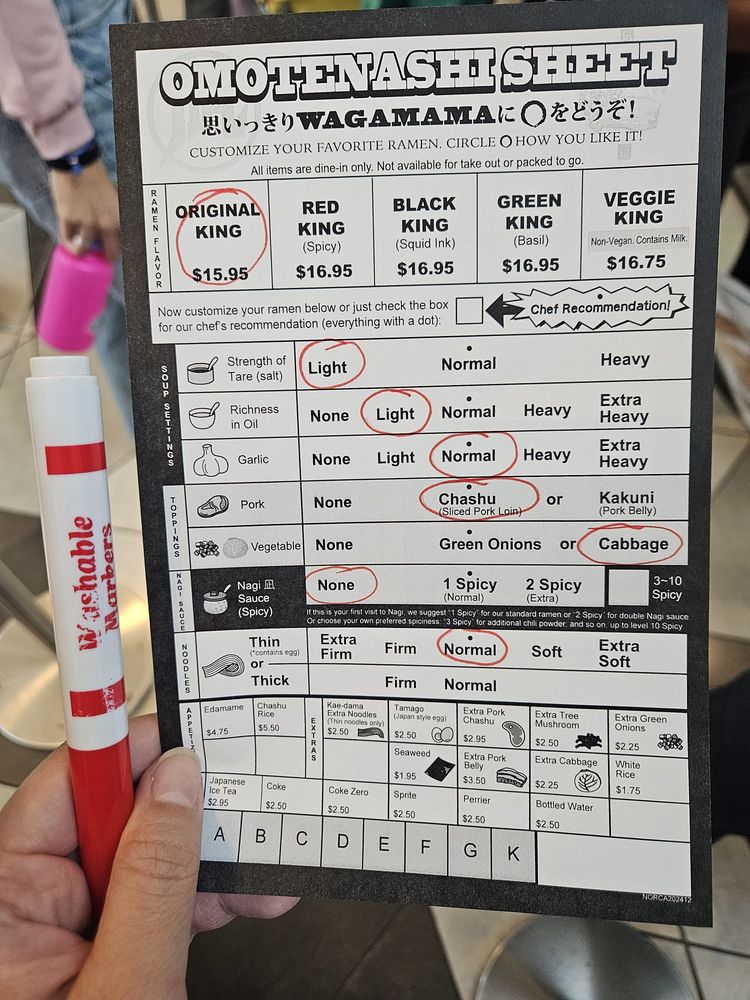 OMOTENASHI SHEET
思いっきりWAGAMAMAに○をどうぞ!
CUSTOMIZE YOUR FAVORITE RAMEN. CIRCLE ○ HOW YOU LIKE IT!
All items are dine-in only. Not available for take out or packed to go.
RAMEN FLAVOR
ORIGINAL KING $15.95
RED KING (Spicy) $16.95
BLACK KING (Squid Ink) $16.95
GREEN KING (Basil) $16.95
VEGGIE KING Non-Vegan. Contains Milk. $16.75
Now customize your ramen below or just check the box
for our chef's recommendation (everything with a dot):
Chef Recommendation!
SOUP SETTINGS
Strength of Tare (salt) Light Normal Heavy
Richness in Oil None Light Normal Heavy Extra Heavy
Garlic None Light Normal Heavy Extra Heavy
TOPPINGS
Pork None Chashu (Sliced Pork Loin) or Kakuni (Pork Belly)
Vegetable None Green Onions or Cabbage
NAGI SAUCE
Nagi 凪 Sauce (Spicy) None 1 Spicy (Normal) 2 Spicy (Extra) 3~10 Spicy
If this is your first visit to Nagi, we suggest "1 Spicy" for our standard ramen or "2 Spicy" for double Nagi sauce.
Or choose your own preferred spiciness: "3 Spicy" for additional chili powder, and so on, up to level 10 Spicy.
NOODLES
Thin (*contains egg) Extra Firm Firm Normal Soft Extra Soft
or
Thick Firm Normal
APPETIZ
Edamame $4.75
Chashu Rice $5.50
EXTRAS
Kae-dama Extra Noodles (Thin noodles only) $2.50
Tamago (Japan style egg) $2.50
Extra Pork Chashu $2.95
Extra Tree Mushroom $2.50
Extra Green Onions $2.25
Seaweed $1.95
Extra Pork Belly $3.50
Extra Cabbage $2.25
White Rice $1.75
Japanese Ice Tea $2.95
Coke $2.50
Coke Zero $2.50
Sprite $2.50
Perrier $2.50
Bottled Water $2.50
A B C D E F G K
NORCA202412
Washable
Markers